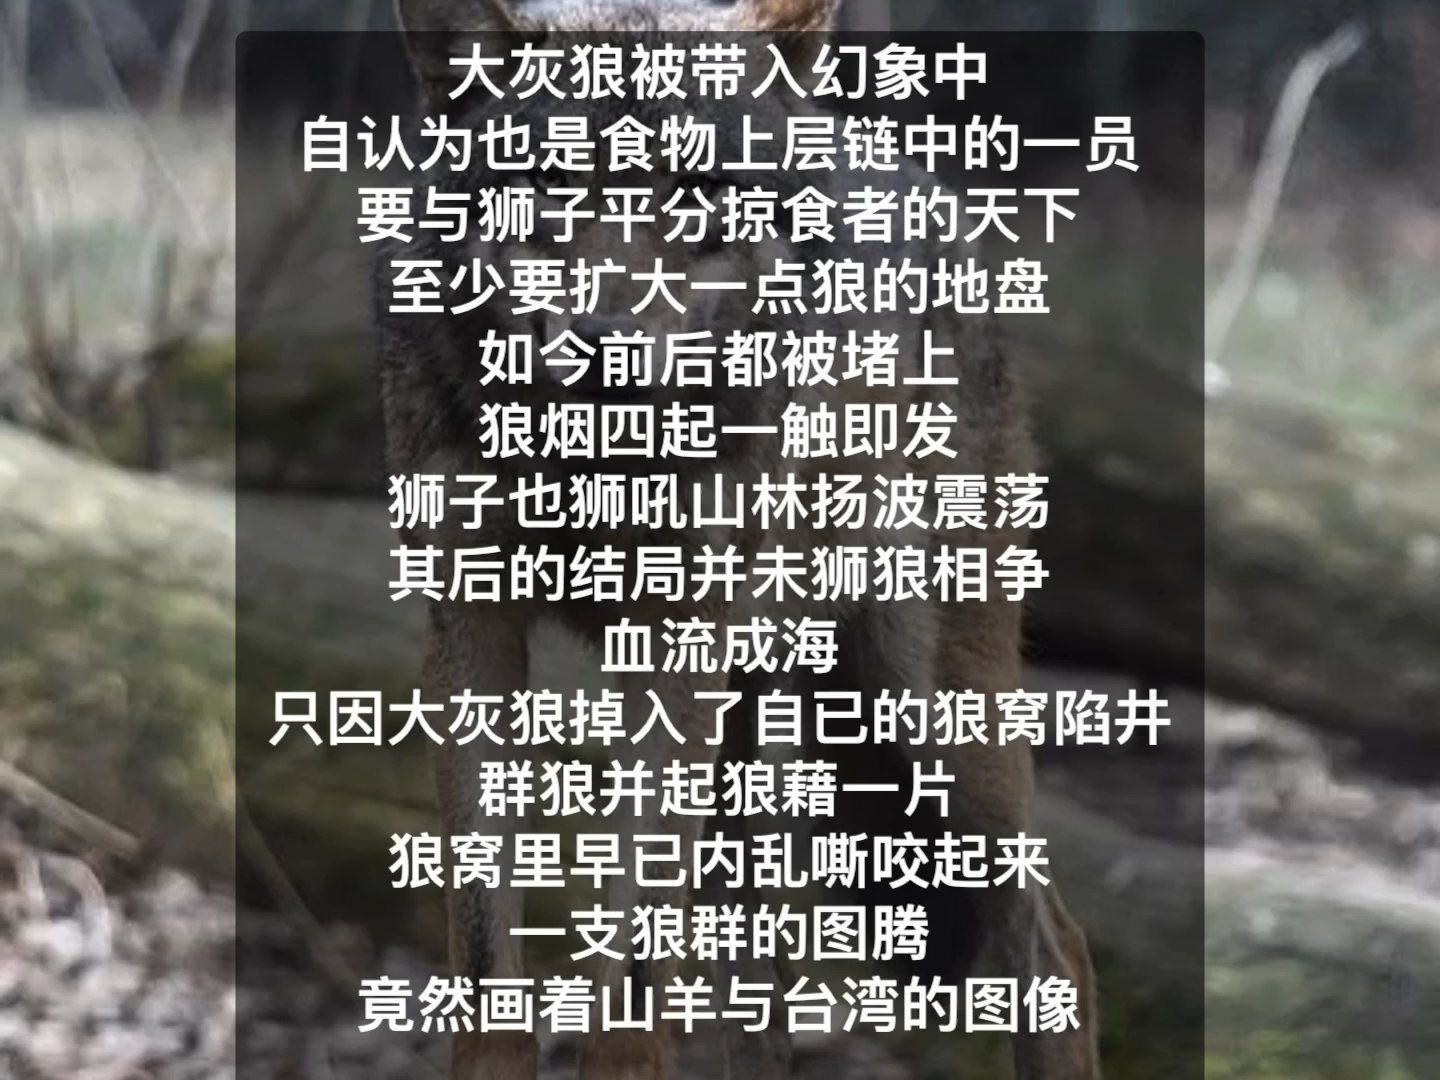 大灰狼被带入幻象中
自认为也是食物上层链中的一员
要与狮子平分掠食者的天下
至少要扩大一点狼的地盘
如今前后都被堵上
狼烟四起一触即发
狮子也狮吼山林扬波震荡
其后的结局并未狮狼相争
血流成海
只因大灰狼掉入了自已的狼窝陷井
群狼并起狼藉一片
狼窝里早已内乱嘶咬起来
一支狼群的图腾
竟然画着山羊与台湾的图像